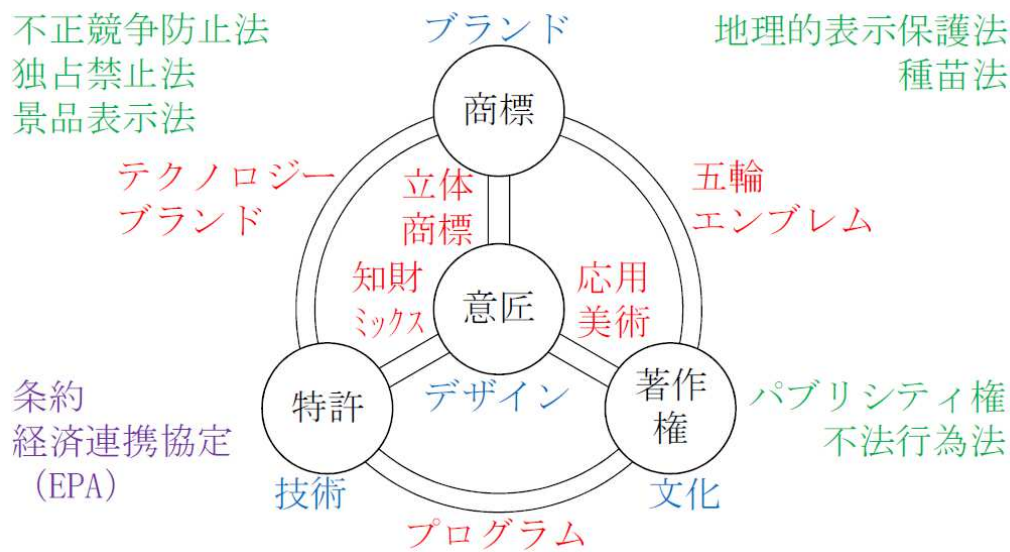 不正競争防止法
独占禁止法
景品表示法
ブランド
地理的表示保護法
種苗法
商標
テクノロジー
ブランド
立体
商標
五輪
エンブレム
知財
ミックス
意匠
応用
美術
デザイン
条約
経済連携協定
（EPA）
特許
技術
著作
権
文化
パブリシティ権
不法行為法
プログラム